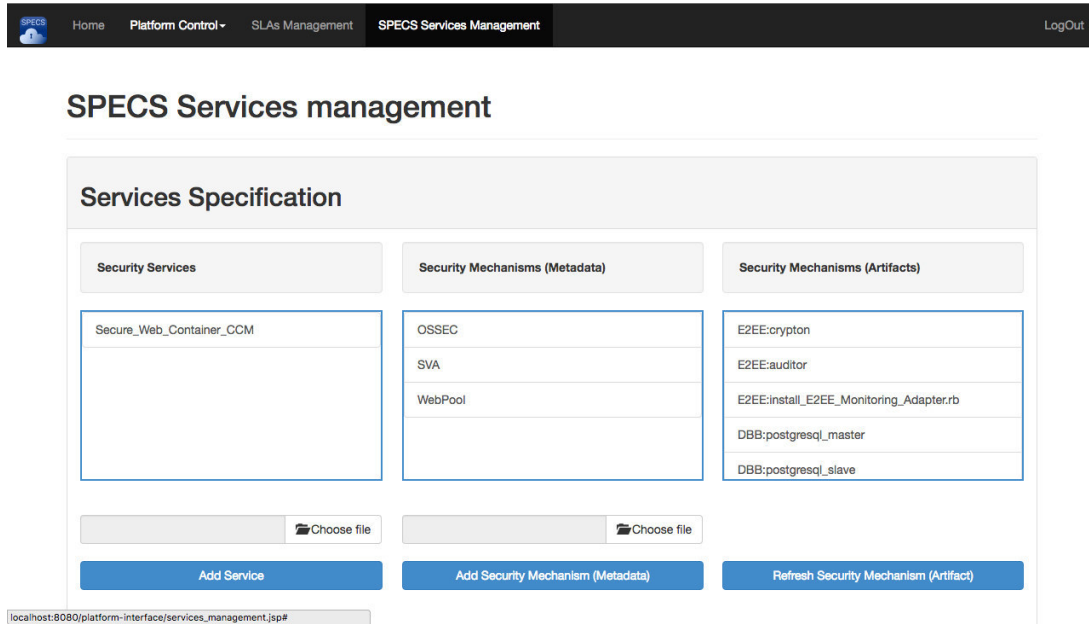 SPECS
Home
Platform Control
SLAs Management
SPECS Services Management
LogOut
SPECS Services management
Services Specification
Security Services
Security Mechanisms (Metadata)
Security Mechanisms (Artifacts)
Secure_Web_Container_CCM
OSSEC
SVA
WebPool
E2EE:crypton
E2EE:auditor
E2EE:install_E2EE_Monitoring_Adapter.rb
DBB:postgresql_master
DBB:postgresql_slave
Choose file
Choose file
Add Service
Add Security Mechanism (Metadata)
Refresh Security Mechanism (Artifact)
localhost:8080/platform-interface/services_management.jsp#